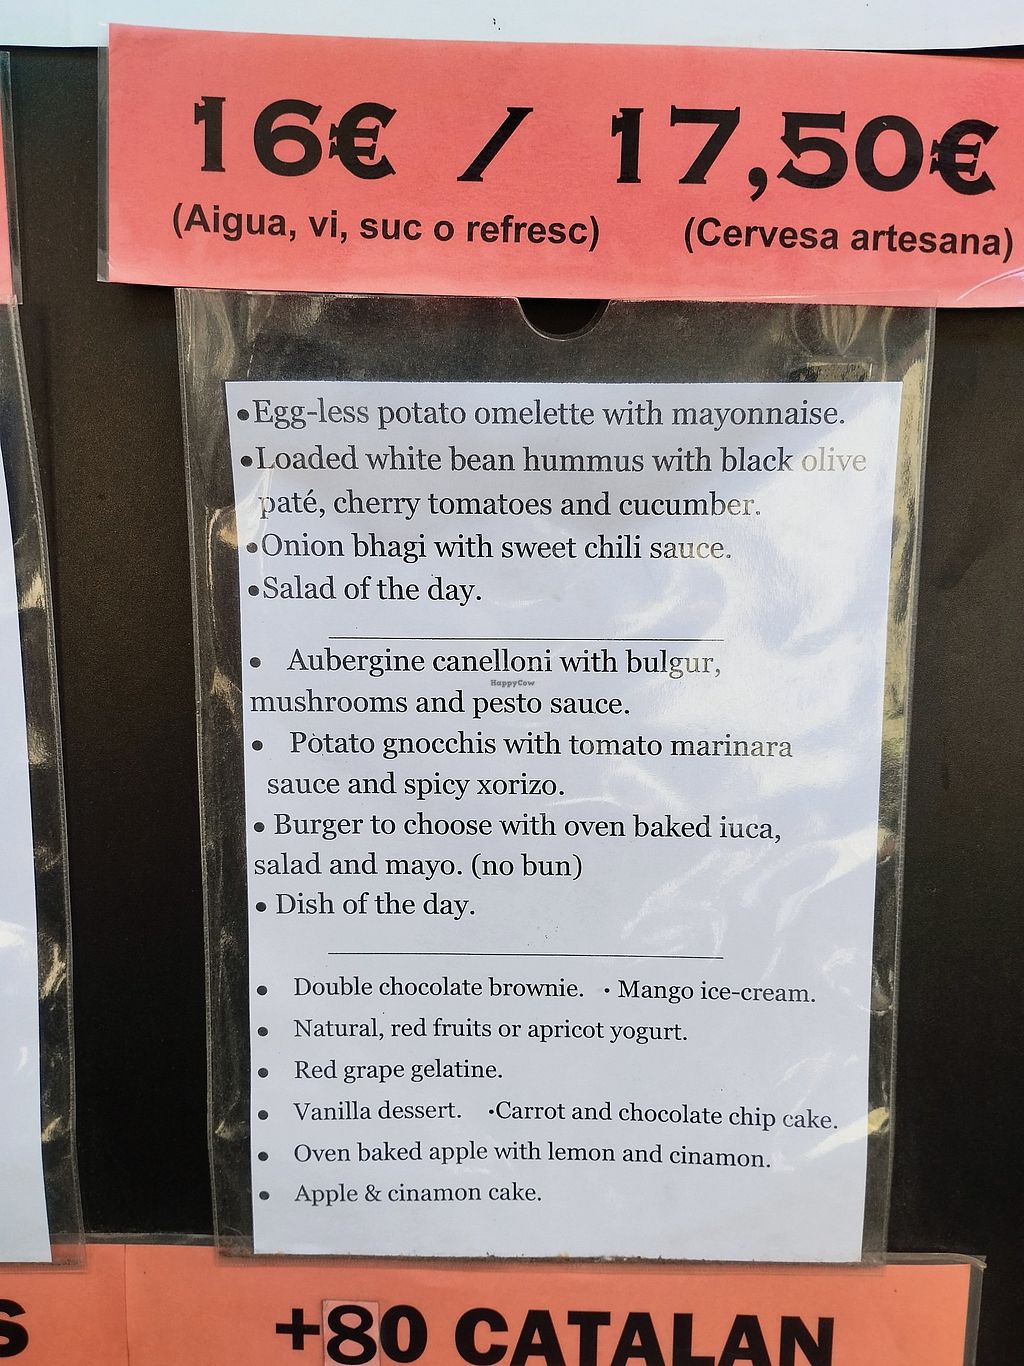 16€ / 17,50€
(Aigua, vi, suc o refresc) (Cervesa artesana)
•Egg-less potato omelette with mayonnaise.
•Loaded white bean hummus with black olive
paté, cherry tomatoes and cucumber.
•Onion bhagi with sweet chili sauce.
•Salad of the day.
• Aubergine canelloni with bulgur,
HappyCow
mushrooms and pesto sauce.
• Potato gnocchis with tomato marinara
sauce and spicy xorizo.
• Burger to choose with oven baked iuca,
salad and mayo. (no bun)
• Dish of the day.
• Double chocolate brownie. • Mango ice-cream.
• Natural, red fruits or apricot yogurt.
• Red grape gelatine.
• Vanilla dessert. •Carrot and chocolate chip cake.
• Oven baked apple with lemon and cinamon.
• Apple & cinamon cake.
S +80 CATALAN